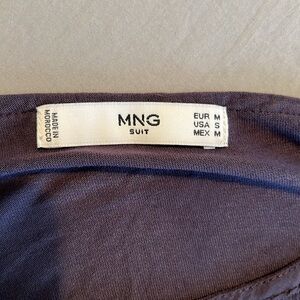 MADE IN
MOROCCO
MNG
SUIT
EUR M
USA S
MEX M